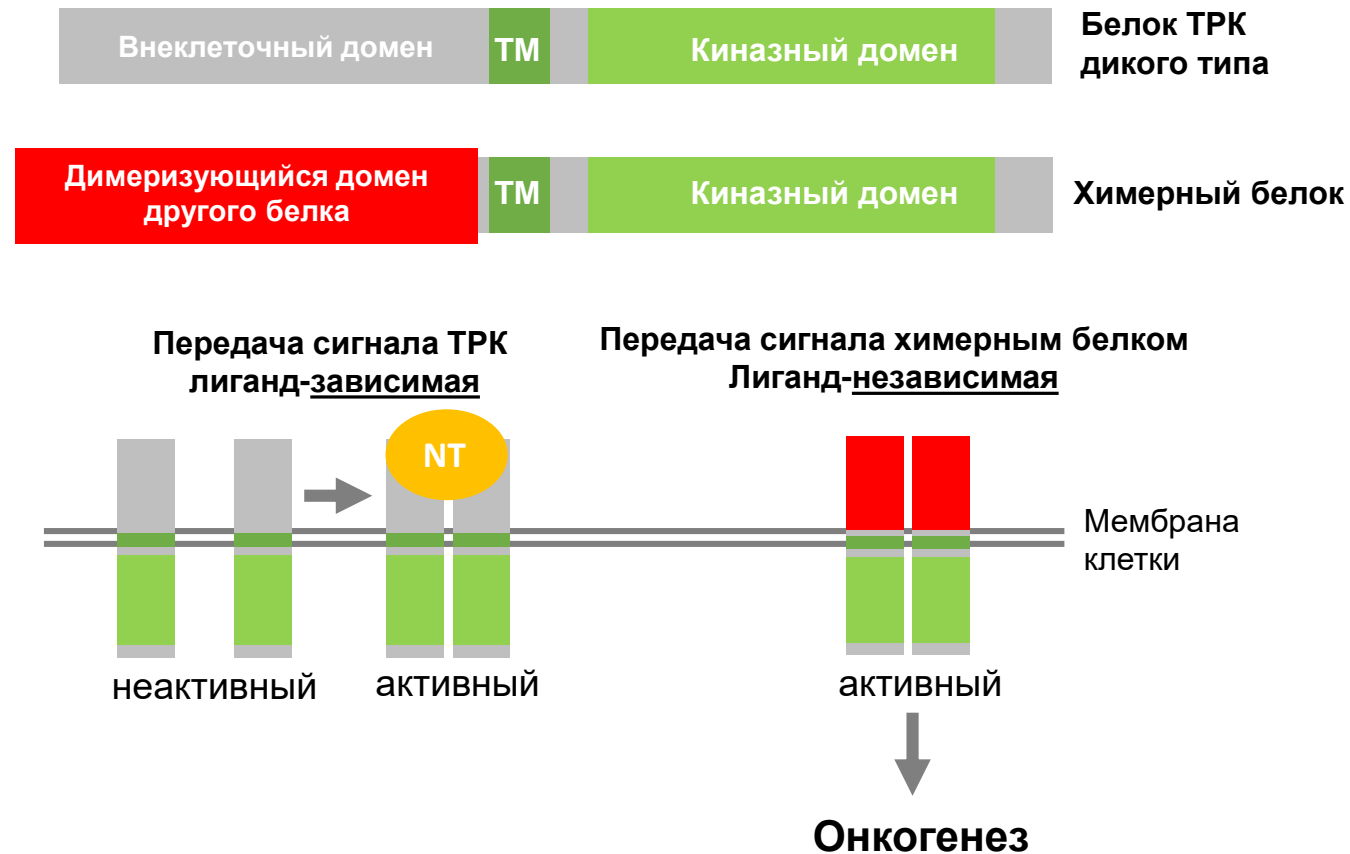 Внеклеточный домен
ТМ
Киназный домен
Белок ТРК
дикого типа
Димеризующийся домен
другого белка
ТМ
Киназный домен
Химерный белок
Передача сигнала ТРК
лиганд-зависимая
Передача сигнала химерным белком
Лиганд-независимая
NT
Мембрана
клетки
неактивный
активный
активный
Онкогенез